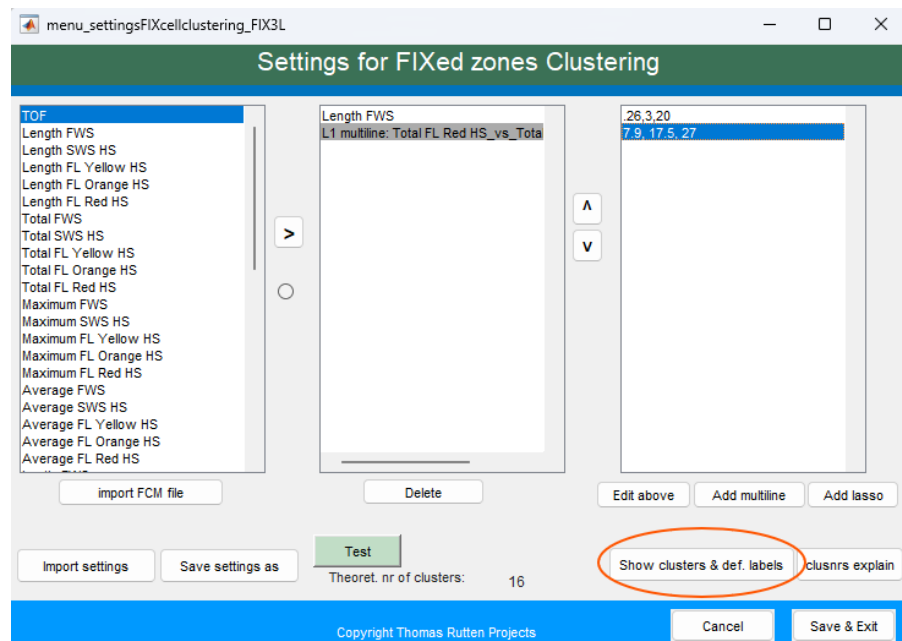 menu_settingsFIXcellclustering_FIX3L
Settings for FIXed zones Clustering
TOF
Length FWS
Length SWS HS
Length FL Yellow HS
Length FL Orange HS
Length FL Red HS
Total FWS
Total SWS HS
Total FL Yellow HS
Total FL Orange HS
Total FL Red HS
Maximum FWS
Maximum SWS HS
Maximum FL Yellow HS
Maximum FL Orange HS
Maximum FL Red HS
Average FWS
Average SWS HS
Average FL Yellow HS
Average FL Orange HS
Average FL Red HS
>
Length FWS
L1 multiline: Total FL Red HS_vs_Tota
^
v
.26,3,20
7.9, 17.5, 27
import FCM file
Delete
Edit above
Add multiline
Add lasso
Import settings
Save settings as
Test
Theoret. nr of clusters: 16
Show clusters & def. labels
clusnrs explain
Copyright Thomas Rutten Projects
Cancel
Save & Exit